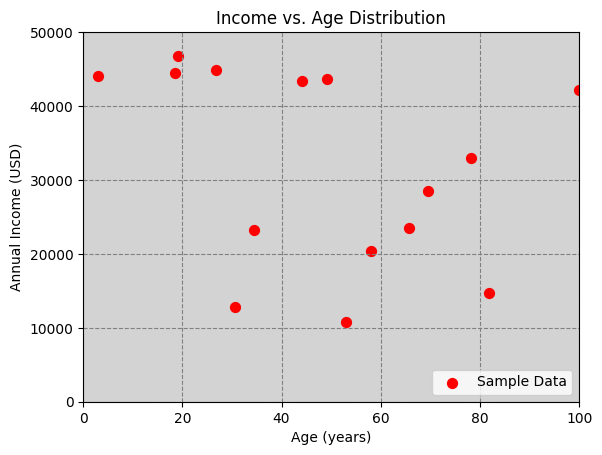 Income vs. Age Distribution
Annual Income (USD)
50000
40000
30000
20000
10000
0
Sample Data
0 20 40 60 80 100
Age (years)